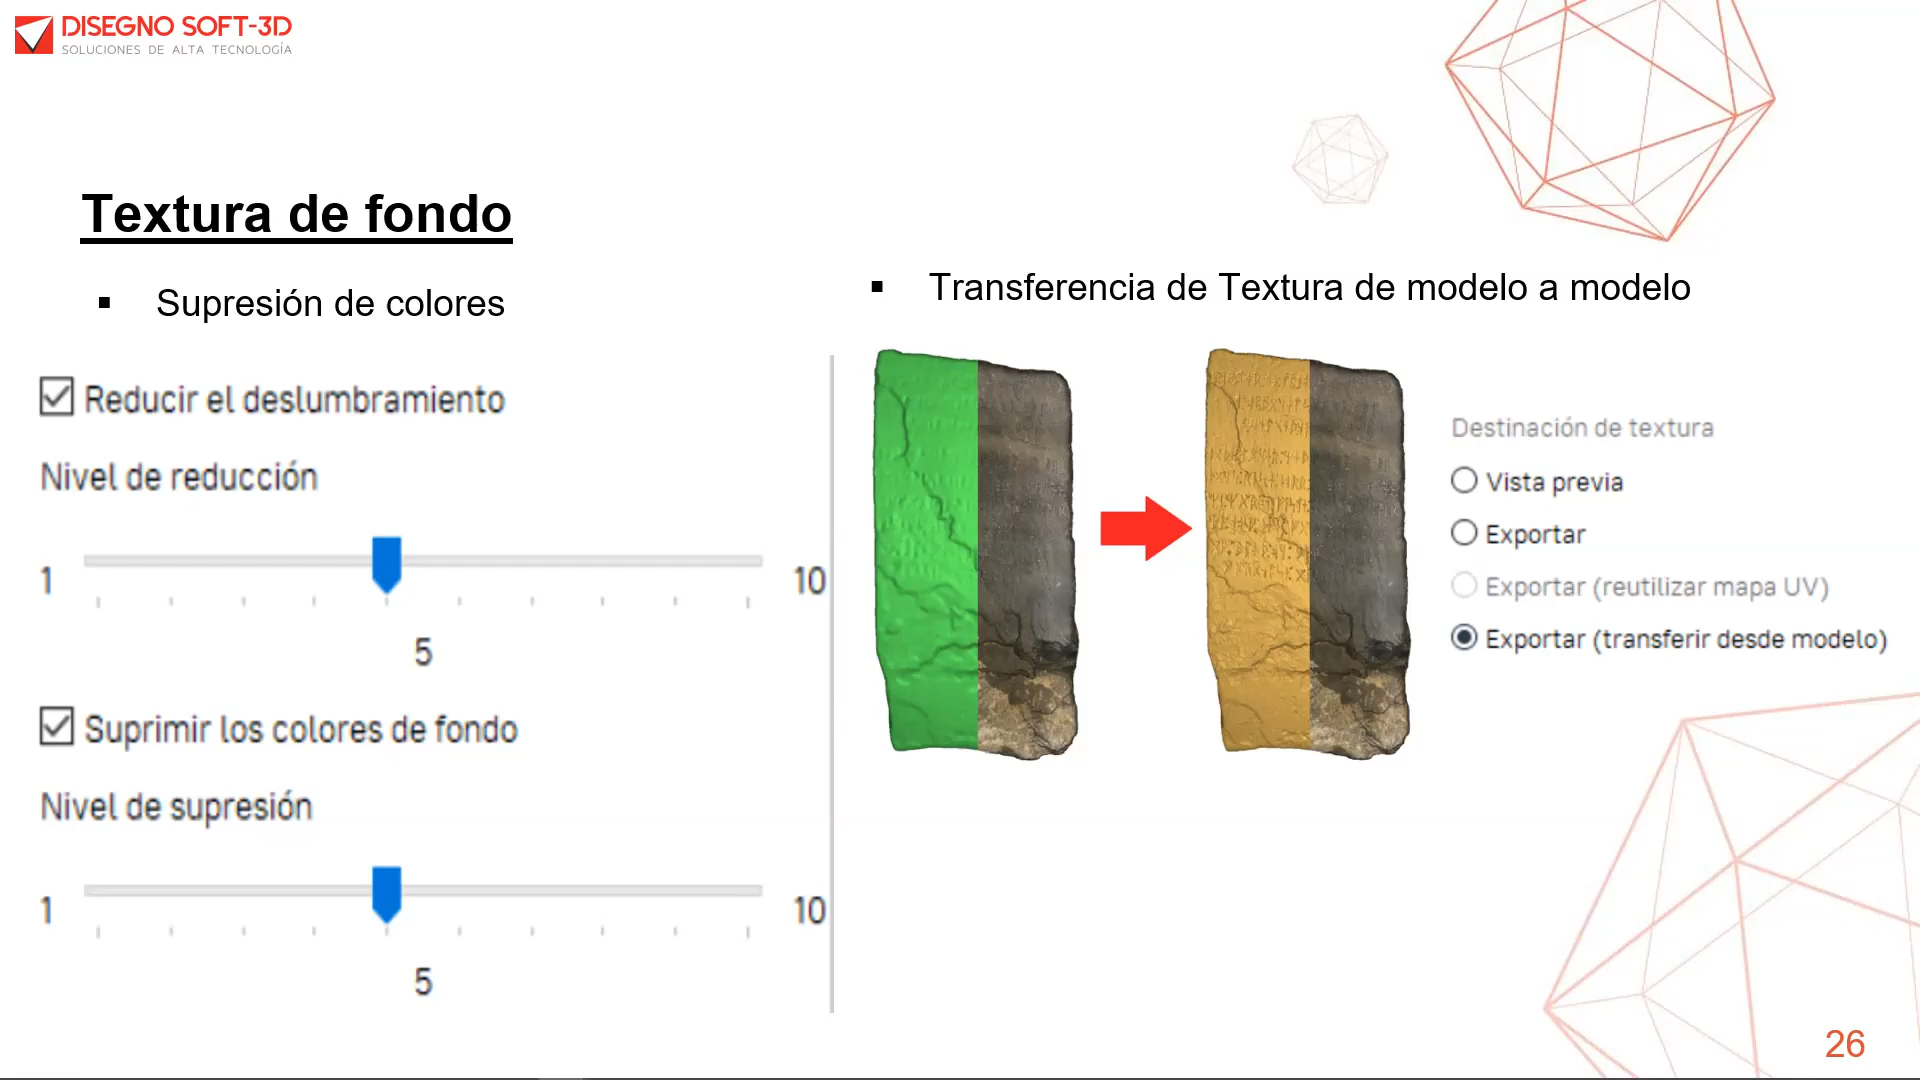 DISEGNO SOFT-3D
SOLUCIONES DE ALTA TECNOLOGÍA
Textura de fondo
Supresión de colores
Reducir el deslumbramiento
Nivel de reducción
1 10
5
Suprimir los colores de fondo
Nivel de supresión
1 10
5
Transferencia de Textura de modelo a modelo
Destinación de textura
Vista previa
Exportar
Exportar (reutilizar mapa UV)
Exportar (transferir desde modelo)
26